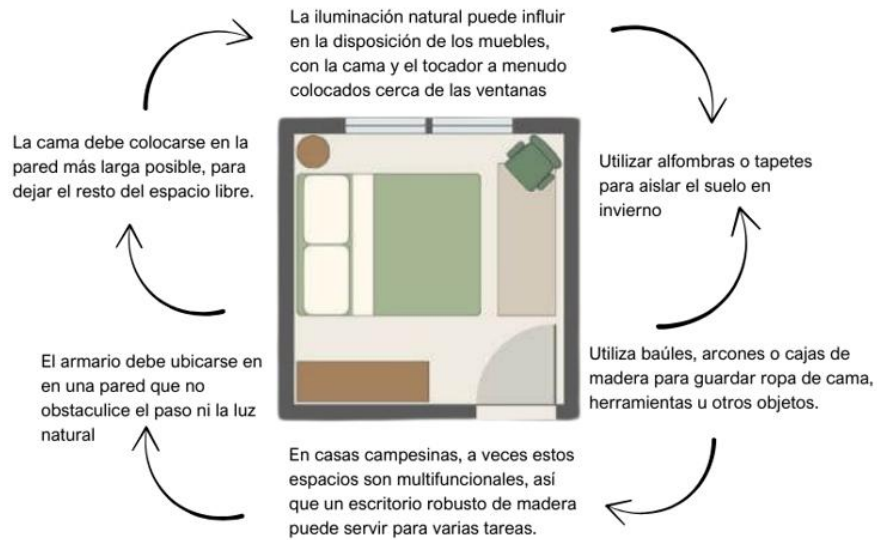 La iluminación natural puede influir
en la disposición de los muebles,
con la cama y el tocador a menudo
colocados cerca de las ventanas
Utilizar alfombras o tapetes
para aislar el suelo en
invierno
Utiliza baúles, arcones o cajas de
madera para guardar ropa de cama,
herramientas u otros objetos.
En casas campesinas, a veces estos
espacios son multifuncionales, así
que un escritorio robusto de madera
puede servir para varias tareas.
El armario debe ubicarse en
en una pared que no
obstaculice el paso ni la luz
natural
La cama debe colocarse en la
pared más larga posible, para
dejar el resto del espacio libre.